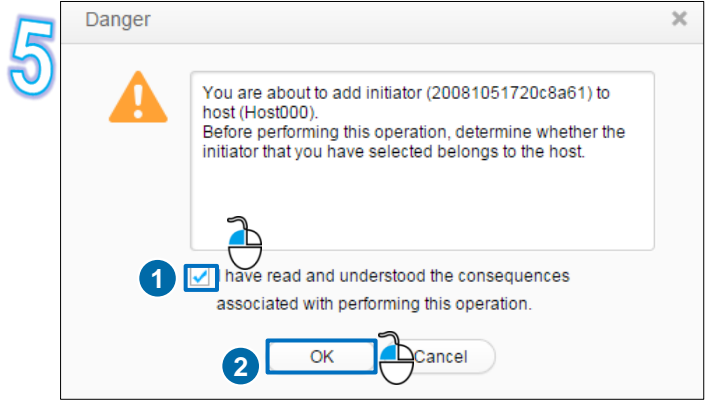 5
Danger
You are about to add initiator (20081051720c8a61) to
host (Host000).
Before performing this operation, determine whether the
initiator that you have selected belongs to the host.
1
I have read and understood the consequences
associated with performing this operation.
2
OK
Cancel